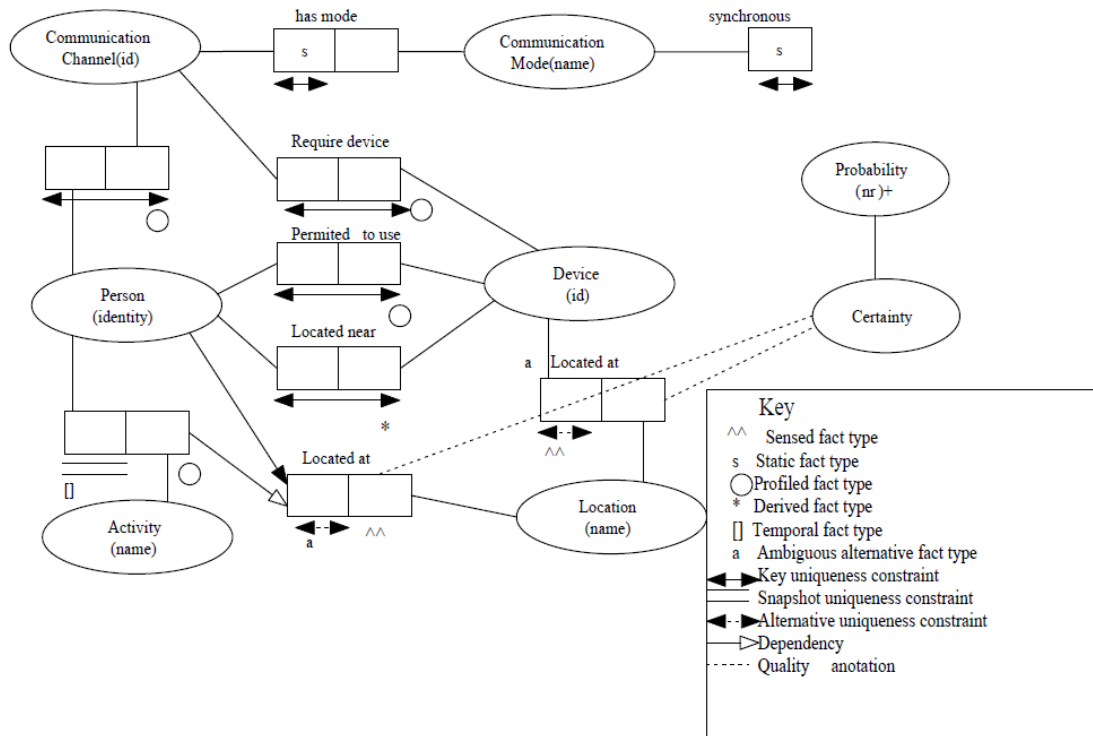 has mode
synchronous
Communication
Channel(id)
s
Communication
Mode(name)
s
Require device
Probability
(nr )+
Permited to use
Device
(id)
Person
(identity)
Certainty
Located near
a Located at
*
^^
Key
^^ Sensed fact type
s Static fact type
Profiled fact type
* Derived fact type
[] Temporal fact type
a Ambiguous alternative fact type
Key uniqueness constraint
Snapshot uniqueness constraint
Alternative uniqueness constraint
Dependency
Quality anotation
Located at
[]
Activity
(name)
a
^^
Location
(name)